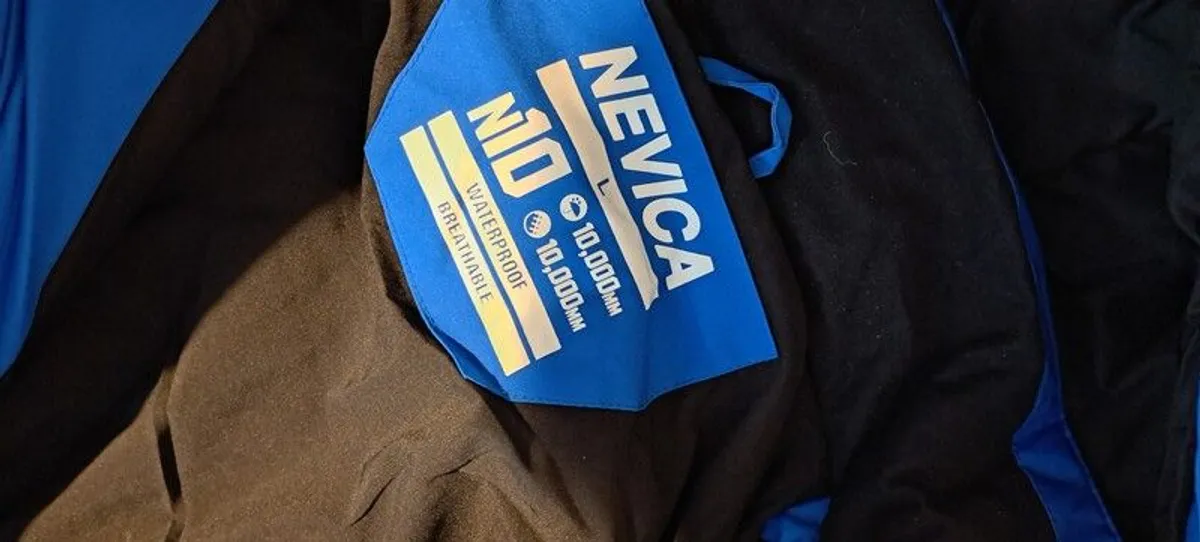 NEVICA
L
10,000MM
10,000MM
N10
WATERPROOF
BREATHABLE